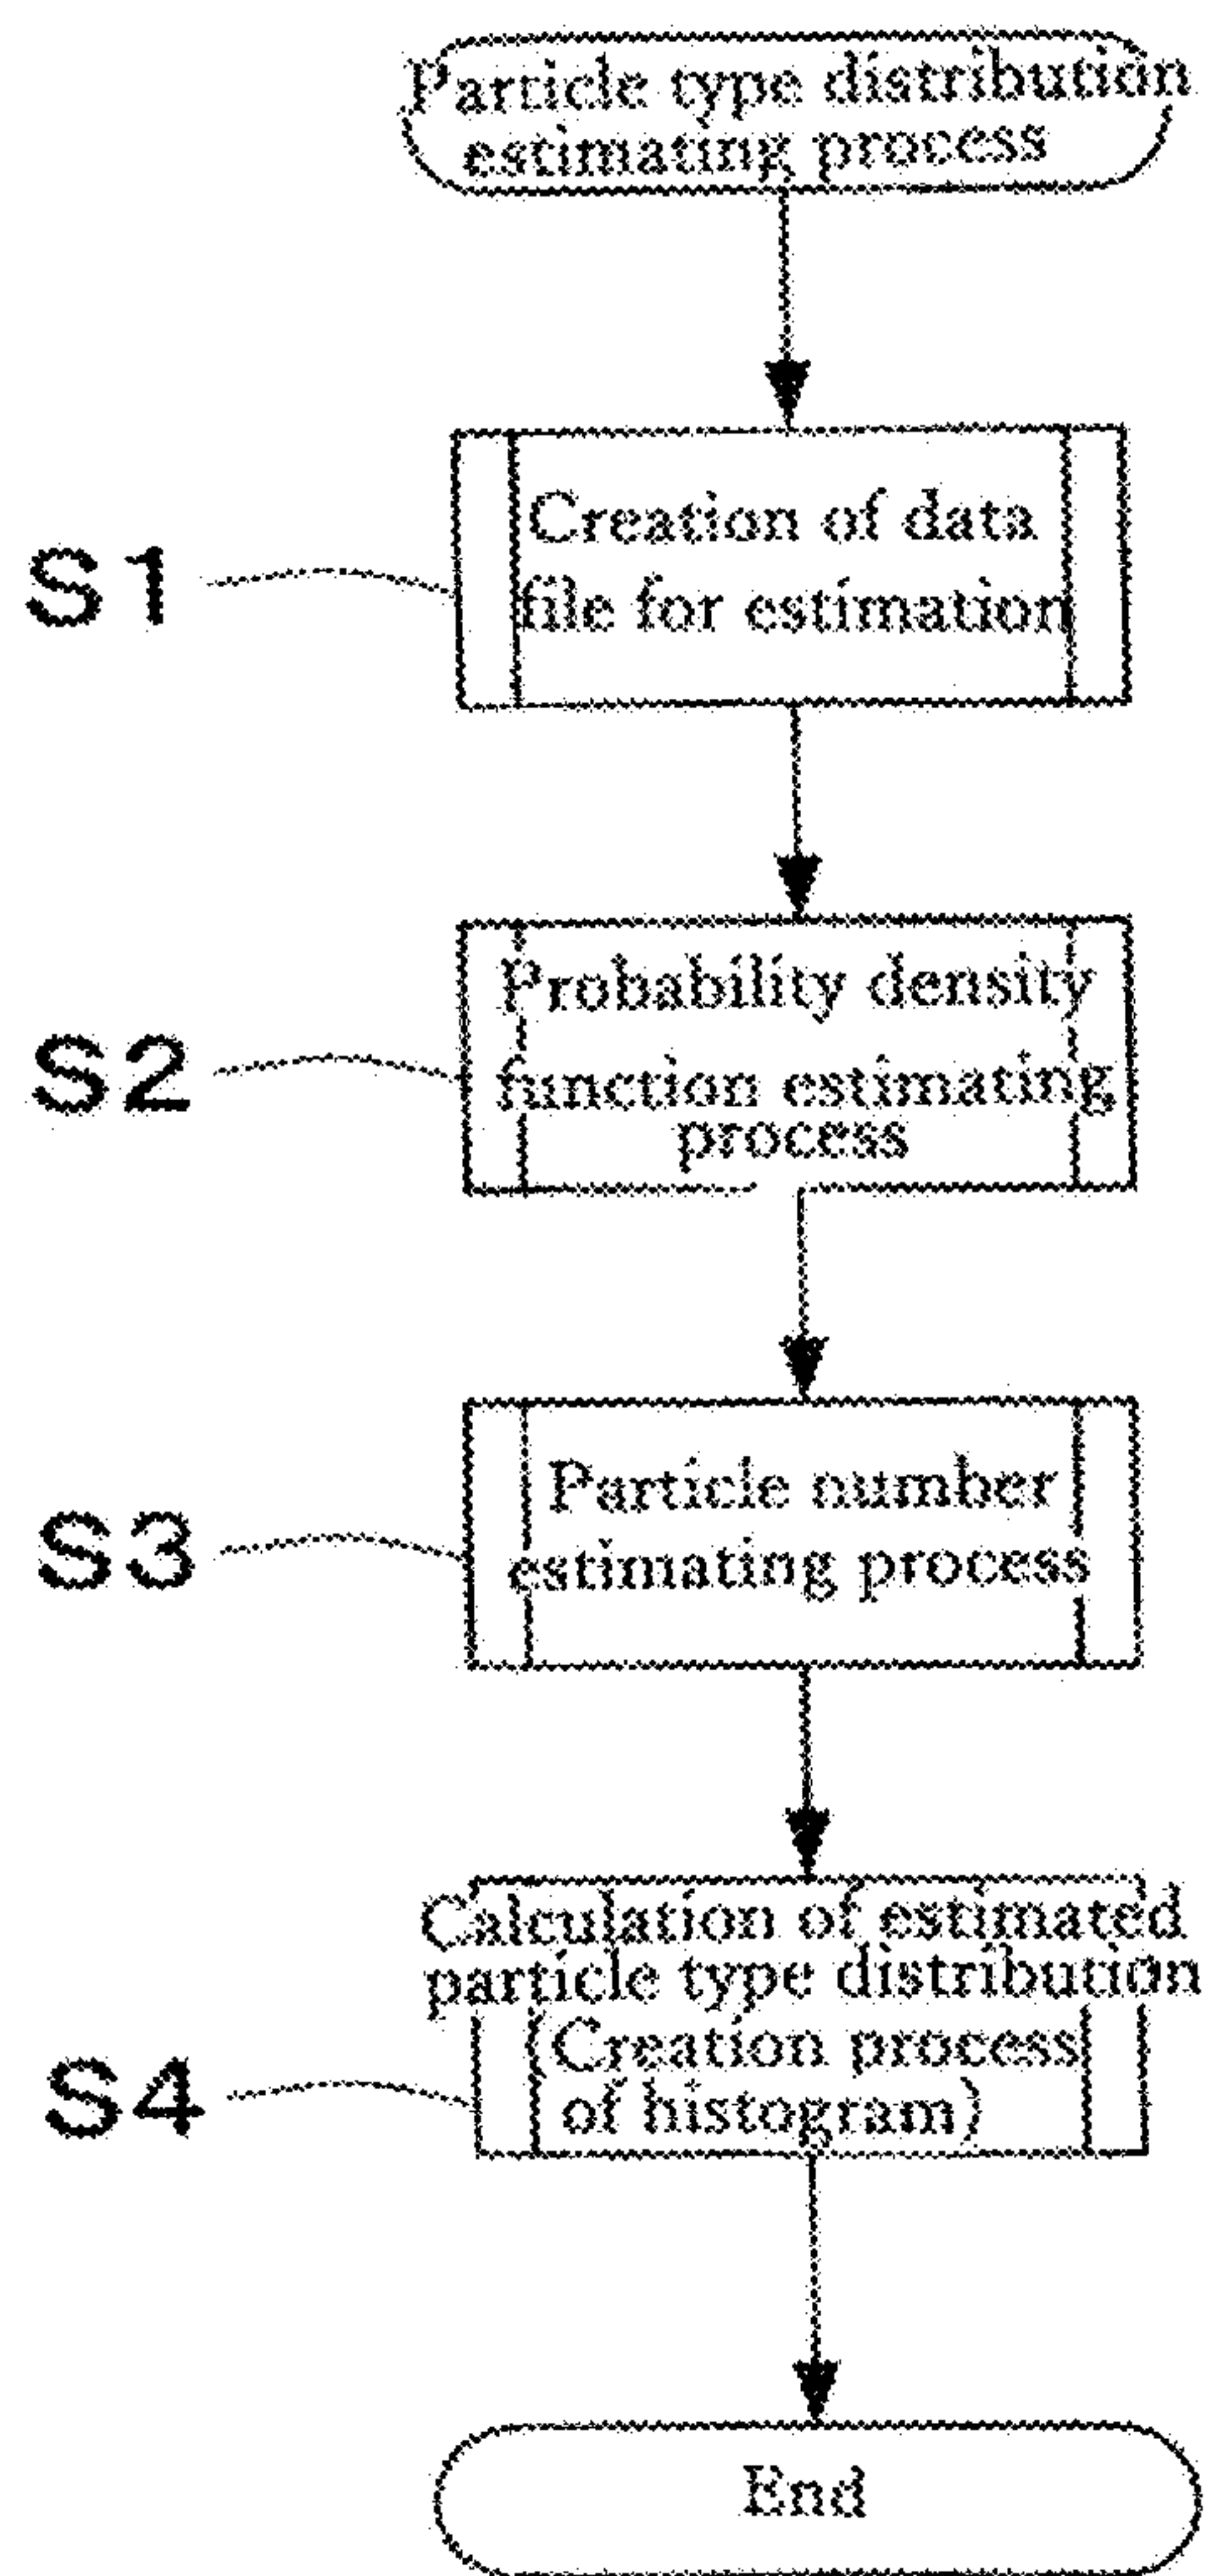 Particle type distribution
estimating process
S1
Creation of data
file for estimation
S2
Probability density
function estimating
process
S3
Particle number
estimating process
S4
Calculation of estimated
particle type distribution
(Creation process
of histogram)
End